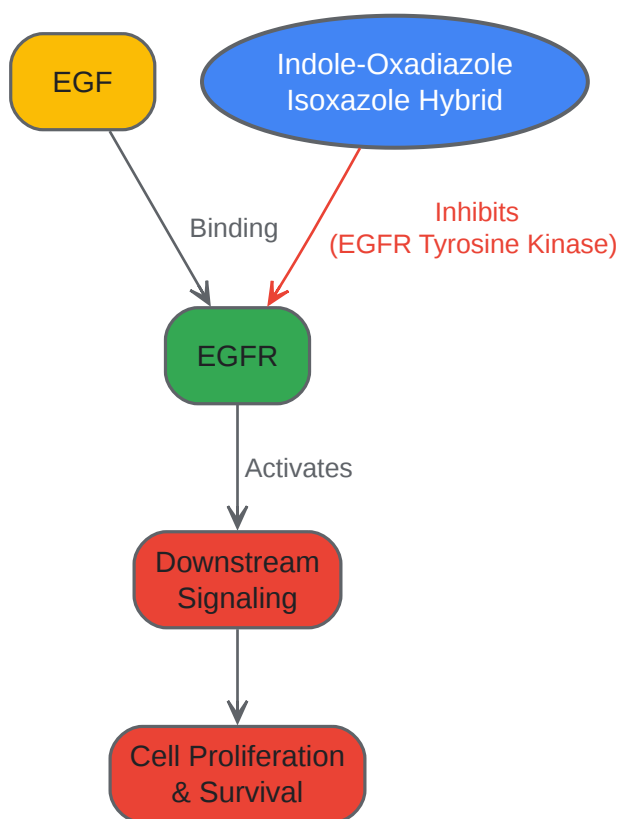 EGF
Indole-Oxadiazole
Isoxazole Hybrid
Binding
Inhibits
(EGFR Tyrosine Kinase)
EGFR
Activates
Downstream
Signaling
Cell Proliferation
& Survival